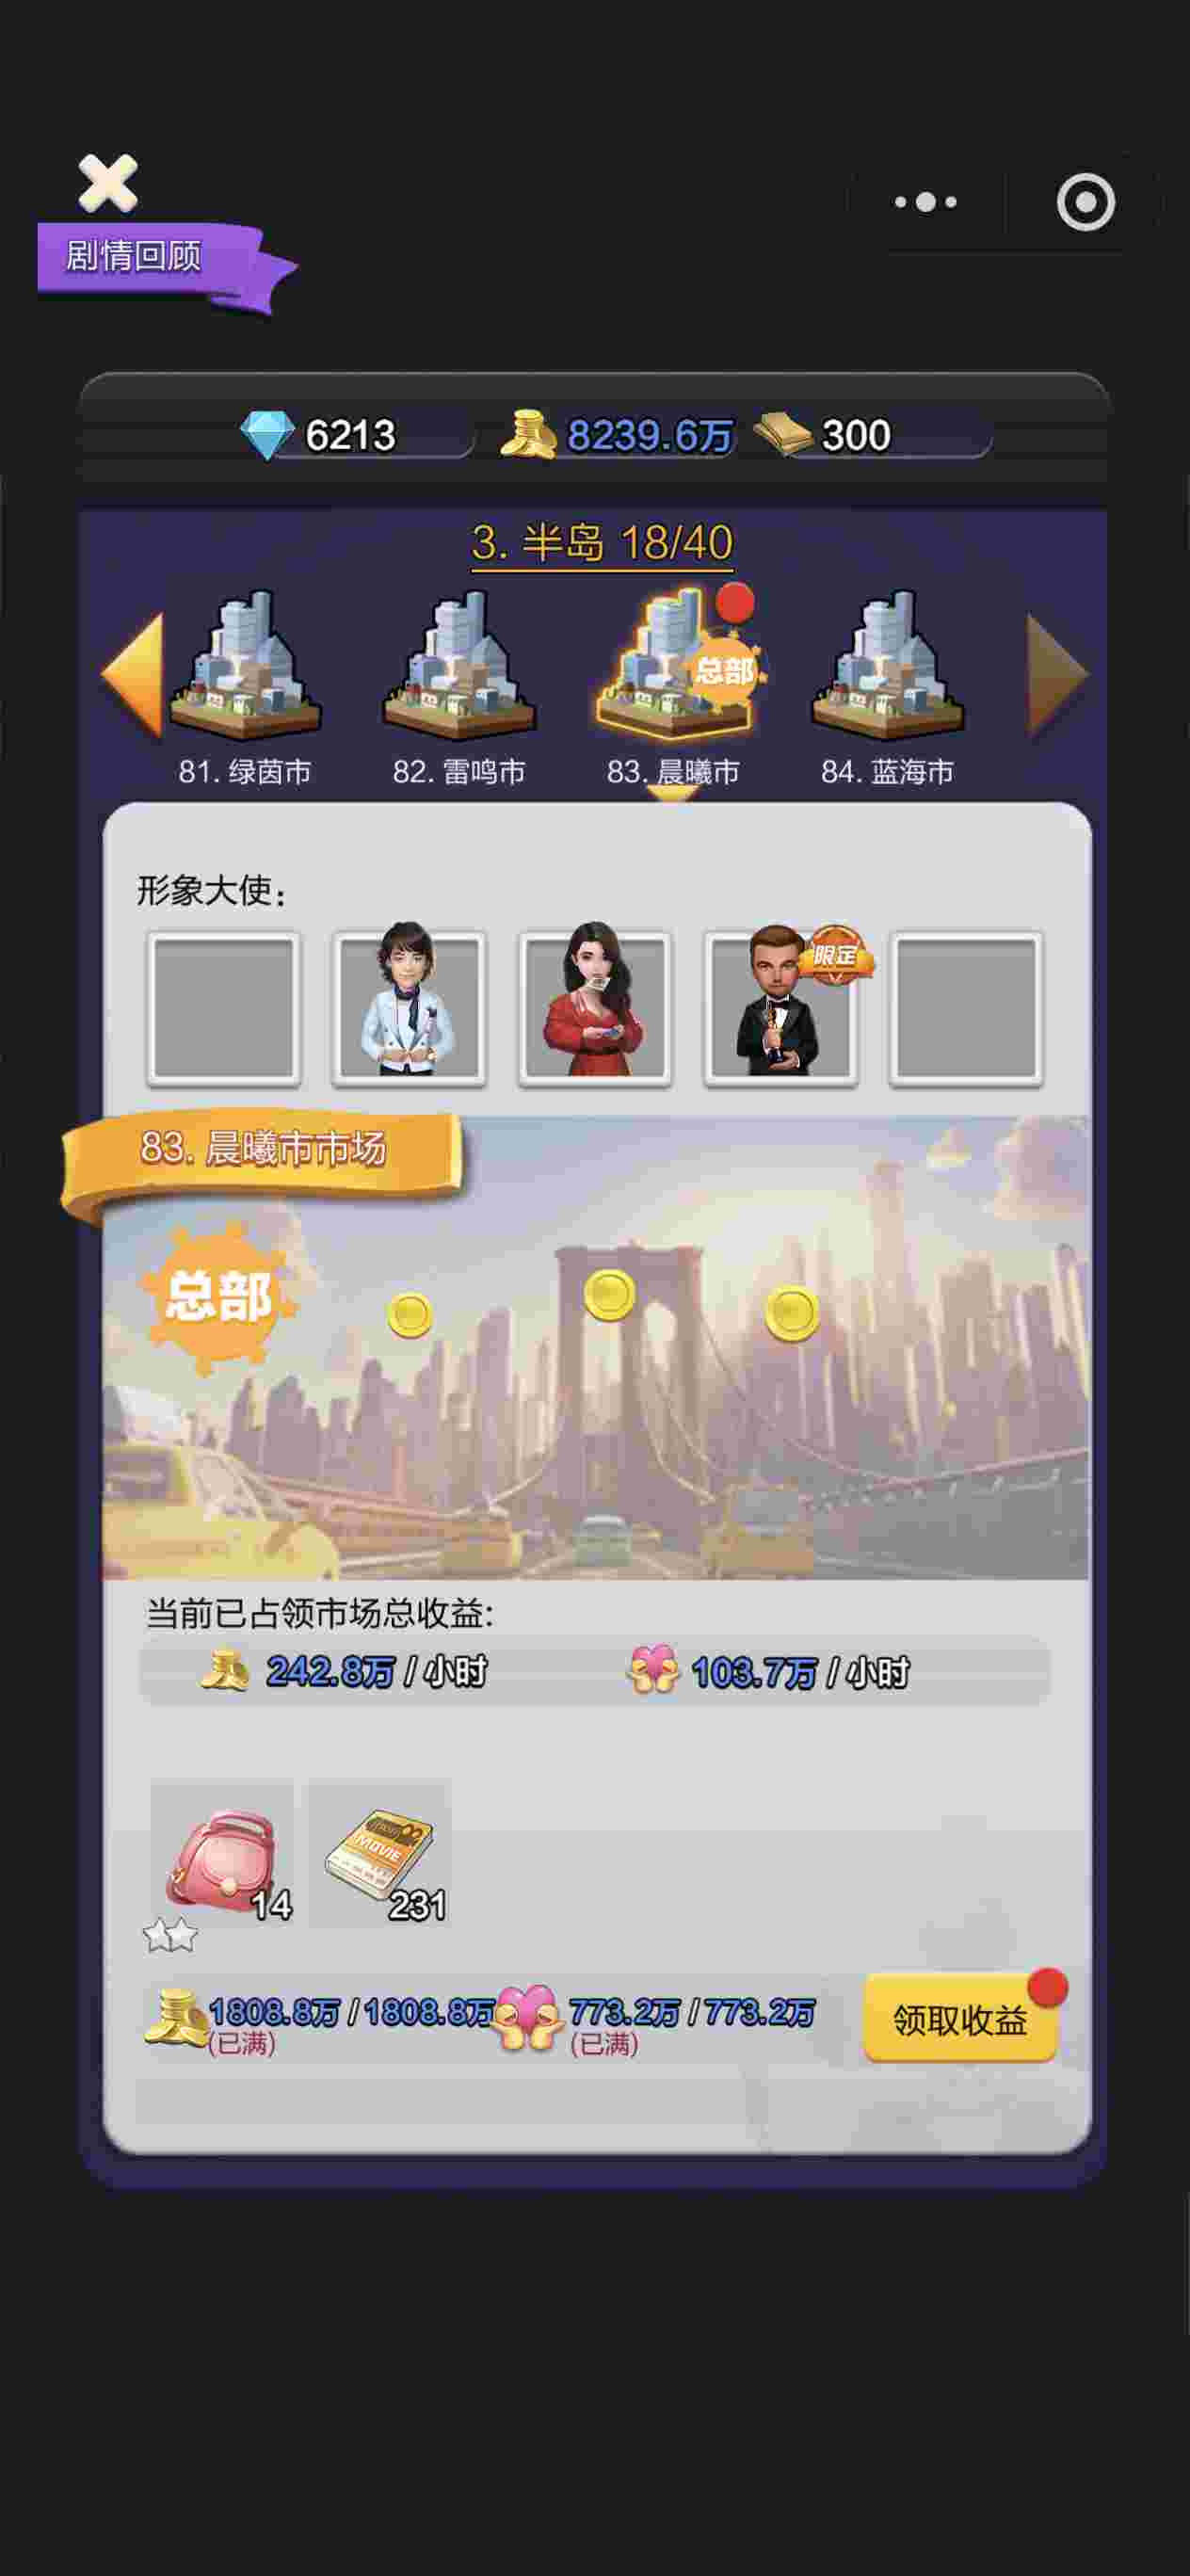 剧情回顾
6213 8239.6万 300
3. 半岛 18/40
总部
81. 绿茵市 82. 雷鸣市 83. 晨曦市 84. 蓝海市
形象大使:
限定
83. 晨曦市市场
总部
当前已占领市场总收益:
242.8万 / 小时 103.7万 / 小时
MOVIE
14 231
1808.8万 / 1808.8万 773.2万 / 773.2万
(已满) (已满)
领取收益